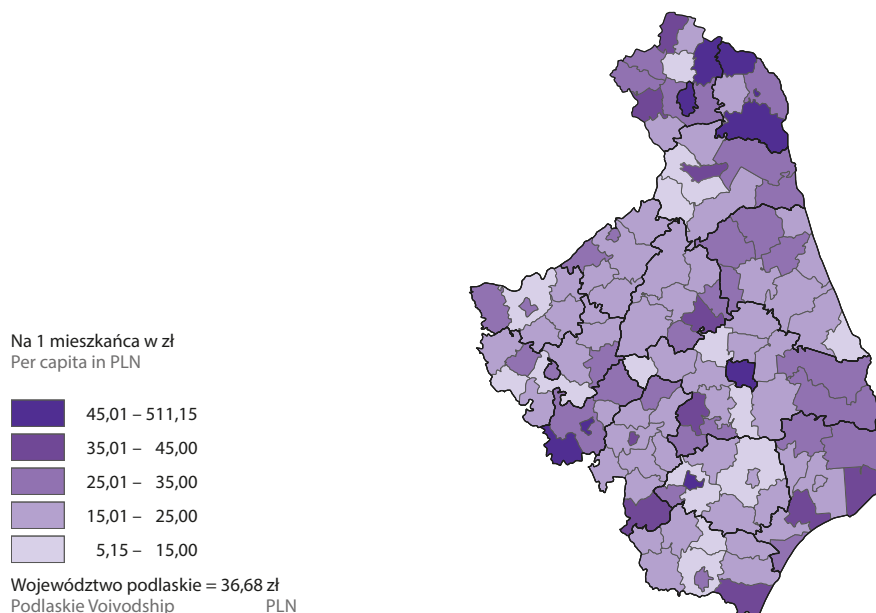 Na 1 mieszkańca w zł
Per capita in PLN
45,01 – 511,15
35,01 – 45,00
25,01 – 35,00
15,01 – 25,00
5,15 – 15,00
Województwo podlaskie = 36,68 zł
Podlaskie Voivodship PLN